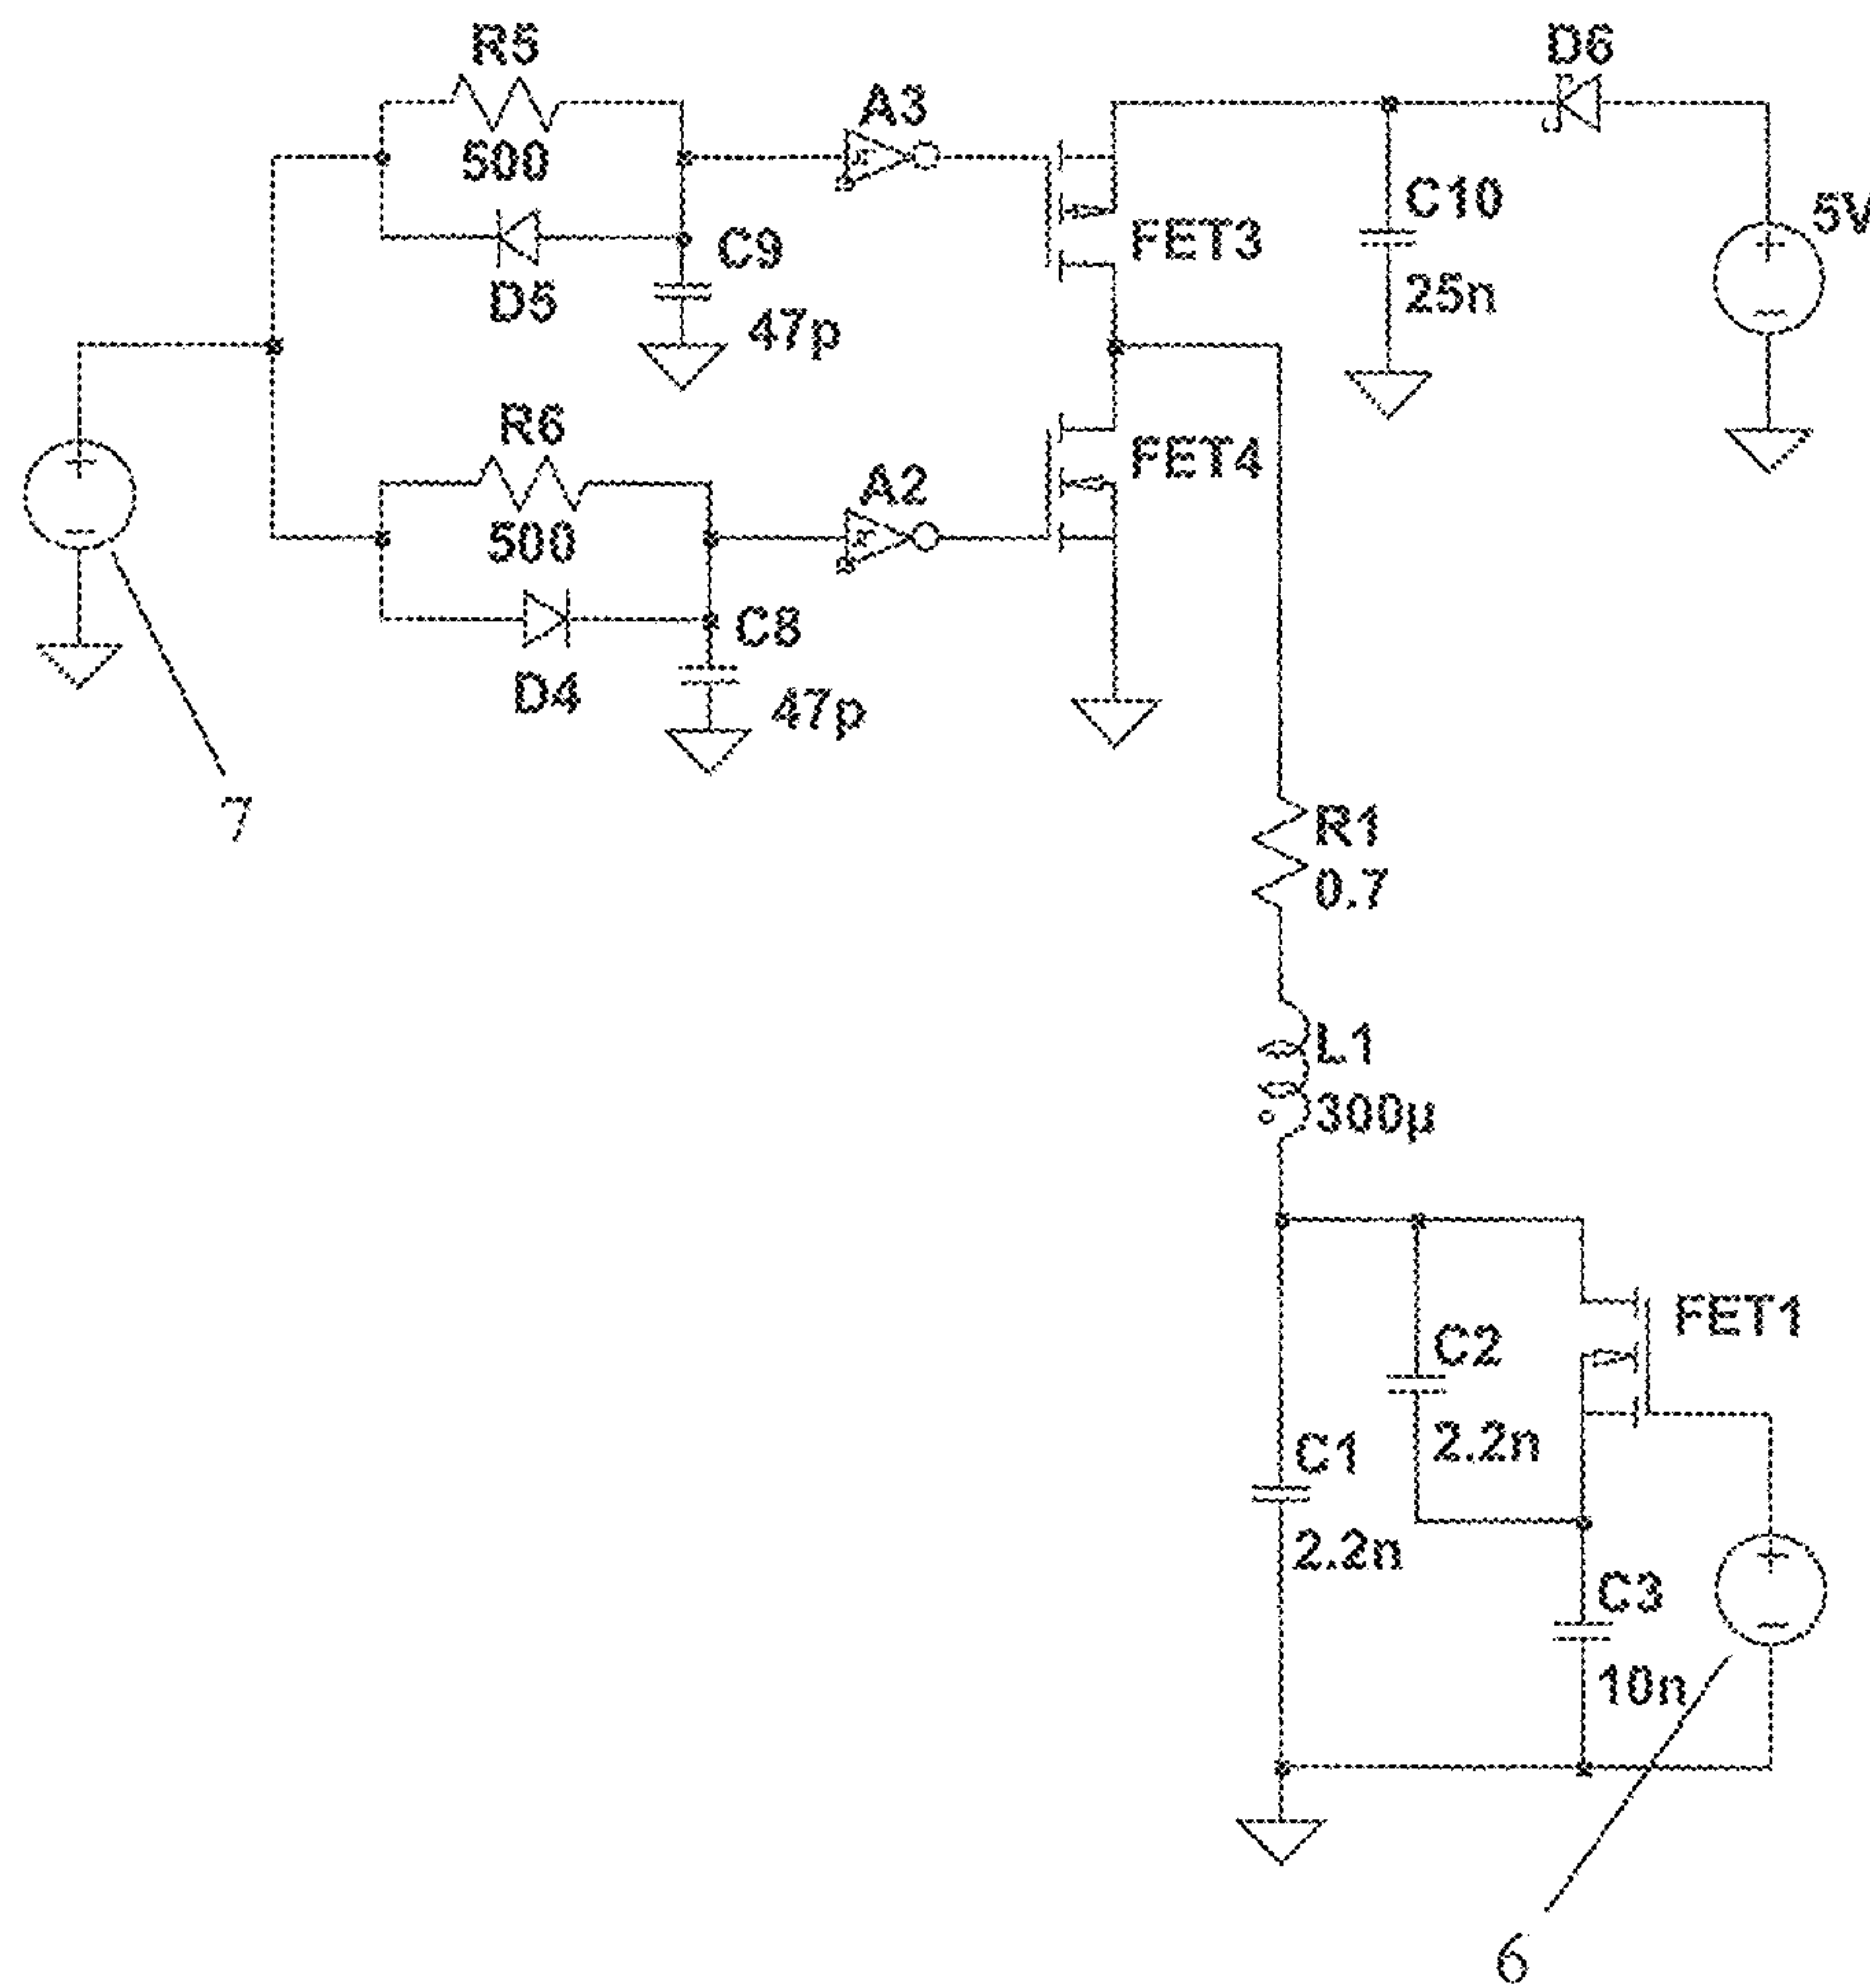 R5
500
D5
C9
47p
A3
FET3
D6
C10
25n
5V
R6
500
D4
C8
47p
A2
FET4
7
R1
0.7
L1
300µ
FET1
C2
2.2n
C1
2.2n
C3
10n
6